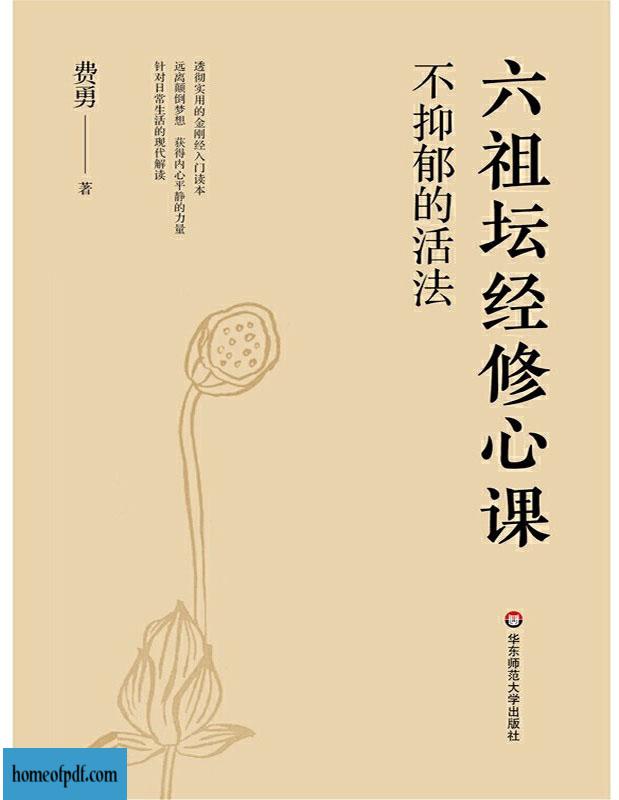 六祖坛经修心课
不抑郁的活法
透彻实用的金刚经入门读本
远离颠倒梦想 获得内心平静的力量
针对日常生活的现代解读
费勇——著
华东师范大学出版社
homeofpdf.com